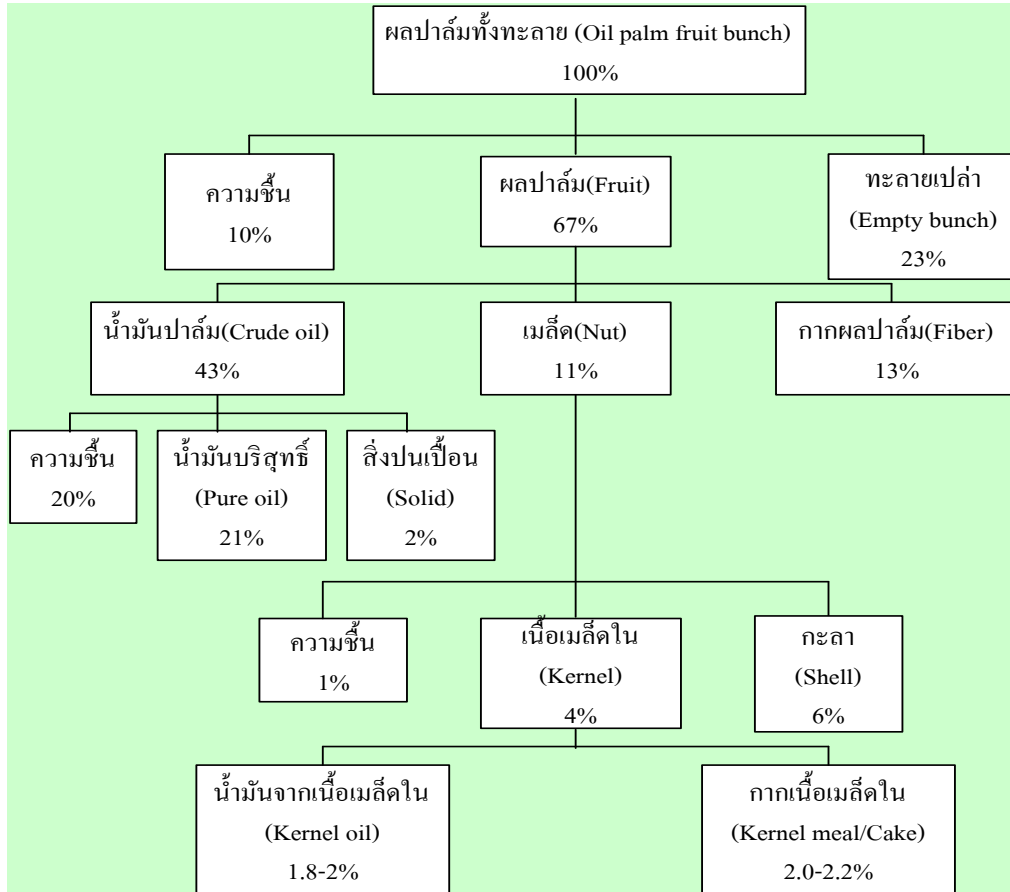 ผลปาล์มทั้งทะลาย (Oil palm fruit bunch)
100%
ความชื้น
10%
ผลปาล์ม(Fruit)
67%
ทะลายเปล่า
(Empty bunch)
23%
น้ำมันปาล์ม(Crude oil)
43%
เมล็ด(Nut)
11%
กากผลปาล์ม(Fiber)
13%
ความชื้น
20%
น้ำมันบริสุทธิ์
(Pure oil)
21%
สิ่งปนเปื้อน
(Solid)
2%
ความชื้น
1%
เนื้อเมล็ดใน
(Kernel)
4%
กะลา
(Shell)
6%
น้ำมันจากเนื้อเมล็ดใน
(Kernel oil)
1.8-2%
กากเนื้อเมล็ดใน
(Kernel meal/Cake)
2.0-2.2%